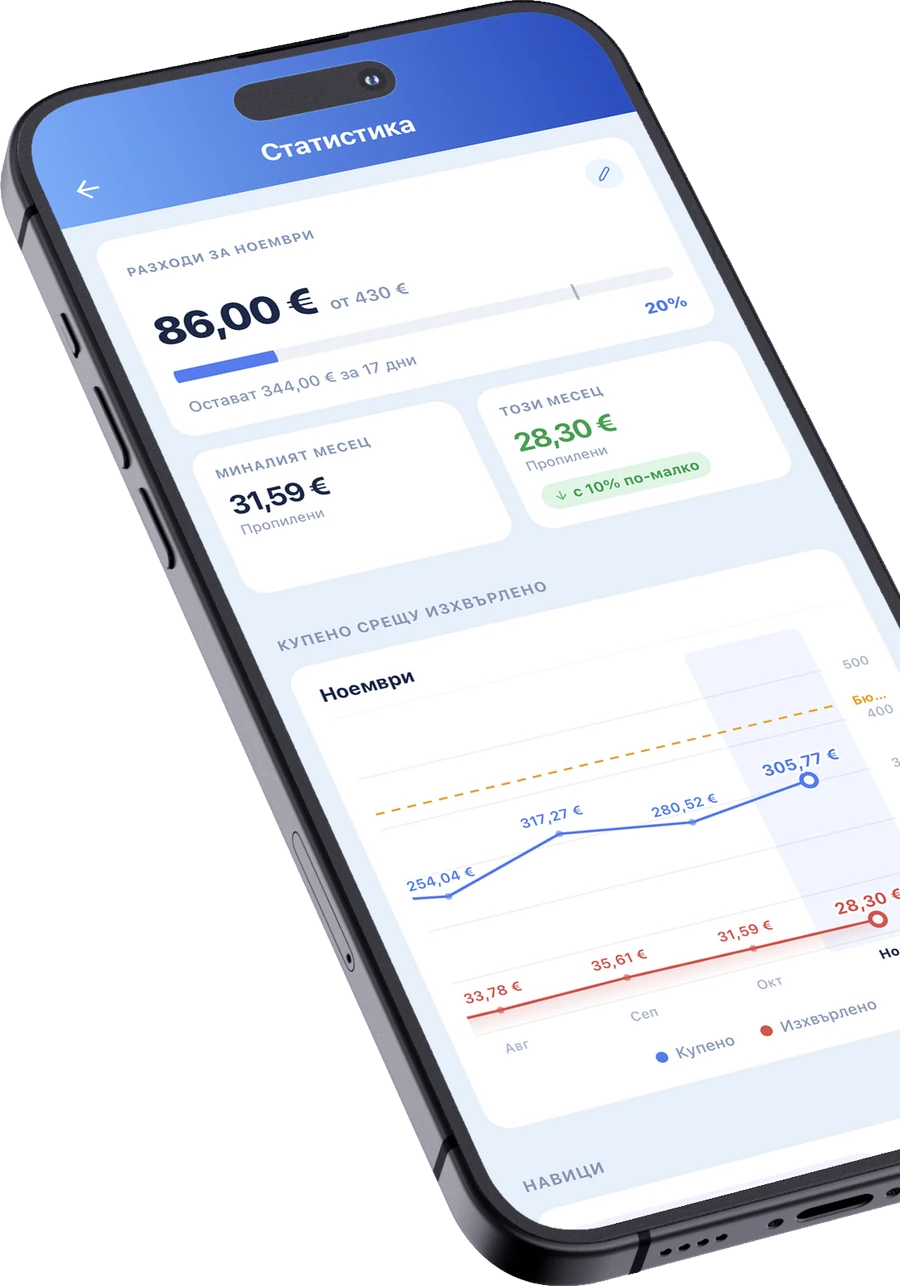 Статистика
РАЗХОДИ ЗА НОЕМВРИ
86,00 € от 430 €
20%
Остават 344,00 € за 17 дни
МИНАЛИЯТ МЕСЕЦ
31,59 €
Пропилени
ТОЗИ МЕСЕЦ
28,30 €
Пропилени
↓ с 10% по-малко
КУПЕНО СРЕЩУ ИЗХВЪРЛЕНО
Ноември
500
Бю...
400
305,77 €
280,52 €
317,27 €
254,04 €
28,30 €
31,59 €
35,61 €
33,78 €
Авг
Сеп
Окт
Но
Купено
Изхвърлено
НАВИЦИ